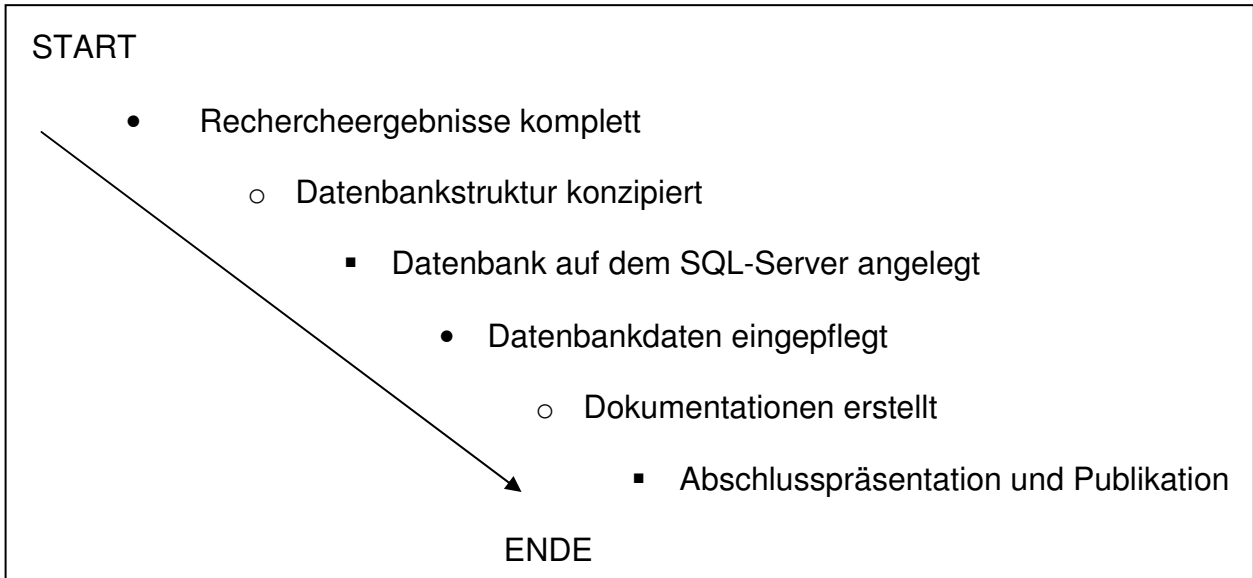 START
• Rechercheergebnisse komplett
o Datenbankstruktur konzipiert
▪ Datenbank auf dem SQL-Server angelegt
• Datenbankdaten eingepflegt
o Dokumentationen erstellt
▪ Abschlusspräsentation und Publikation
ENDE